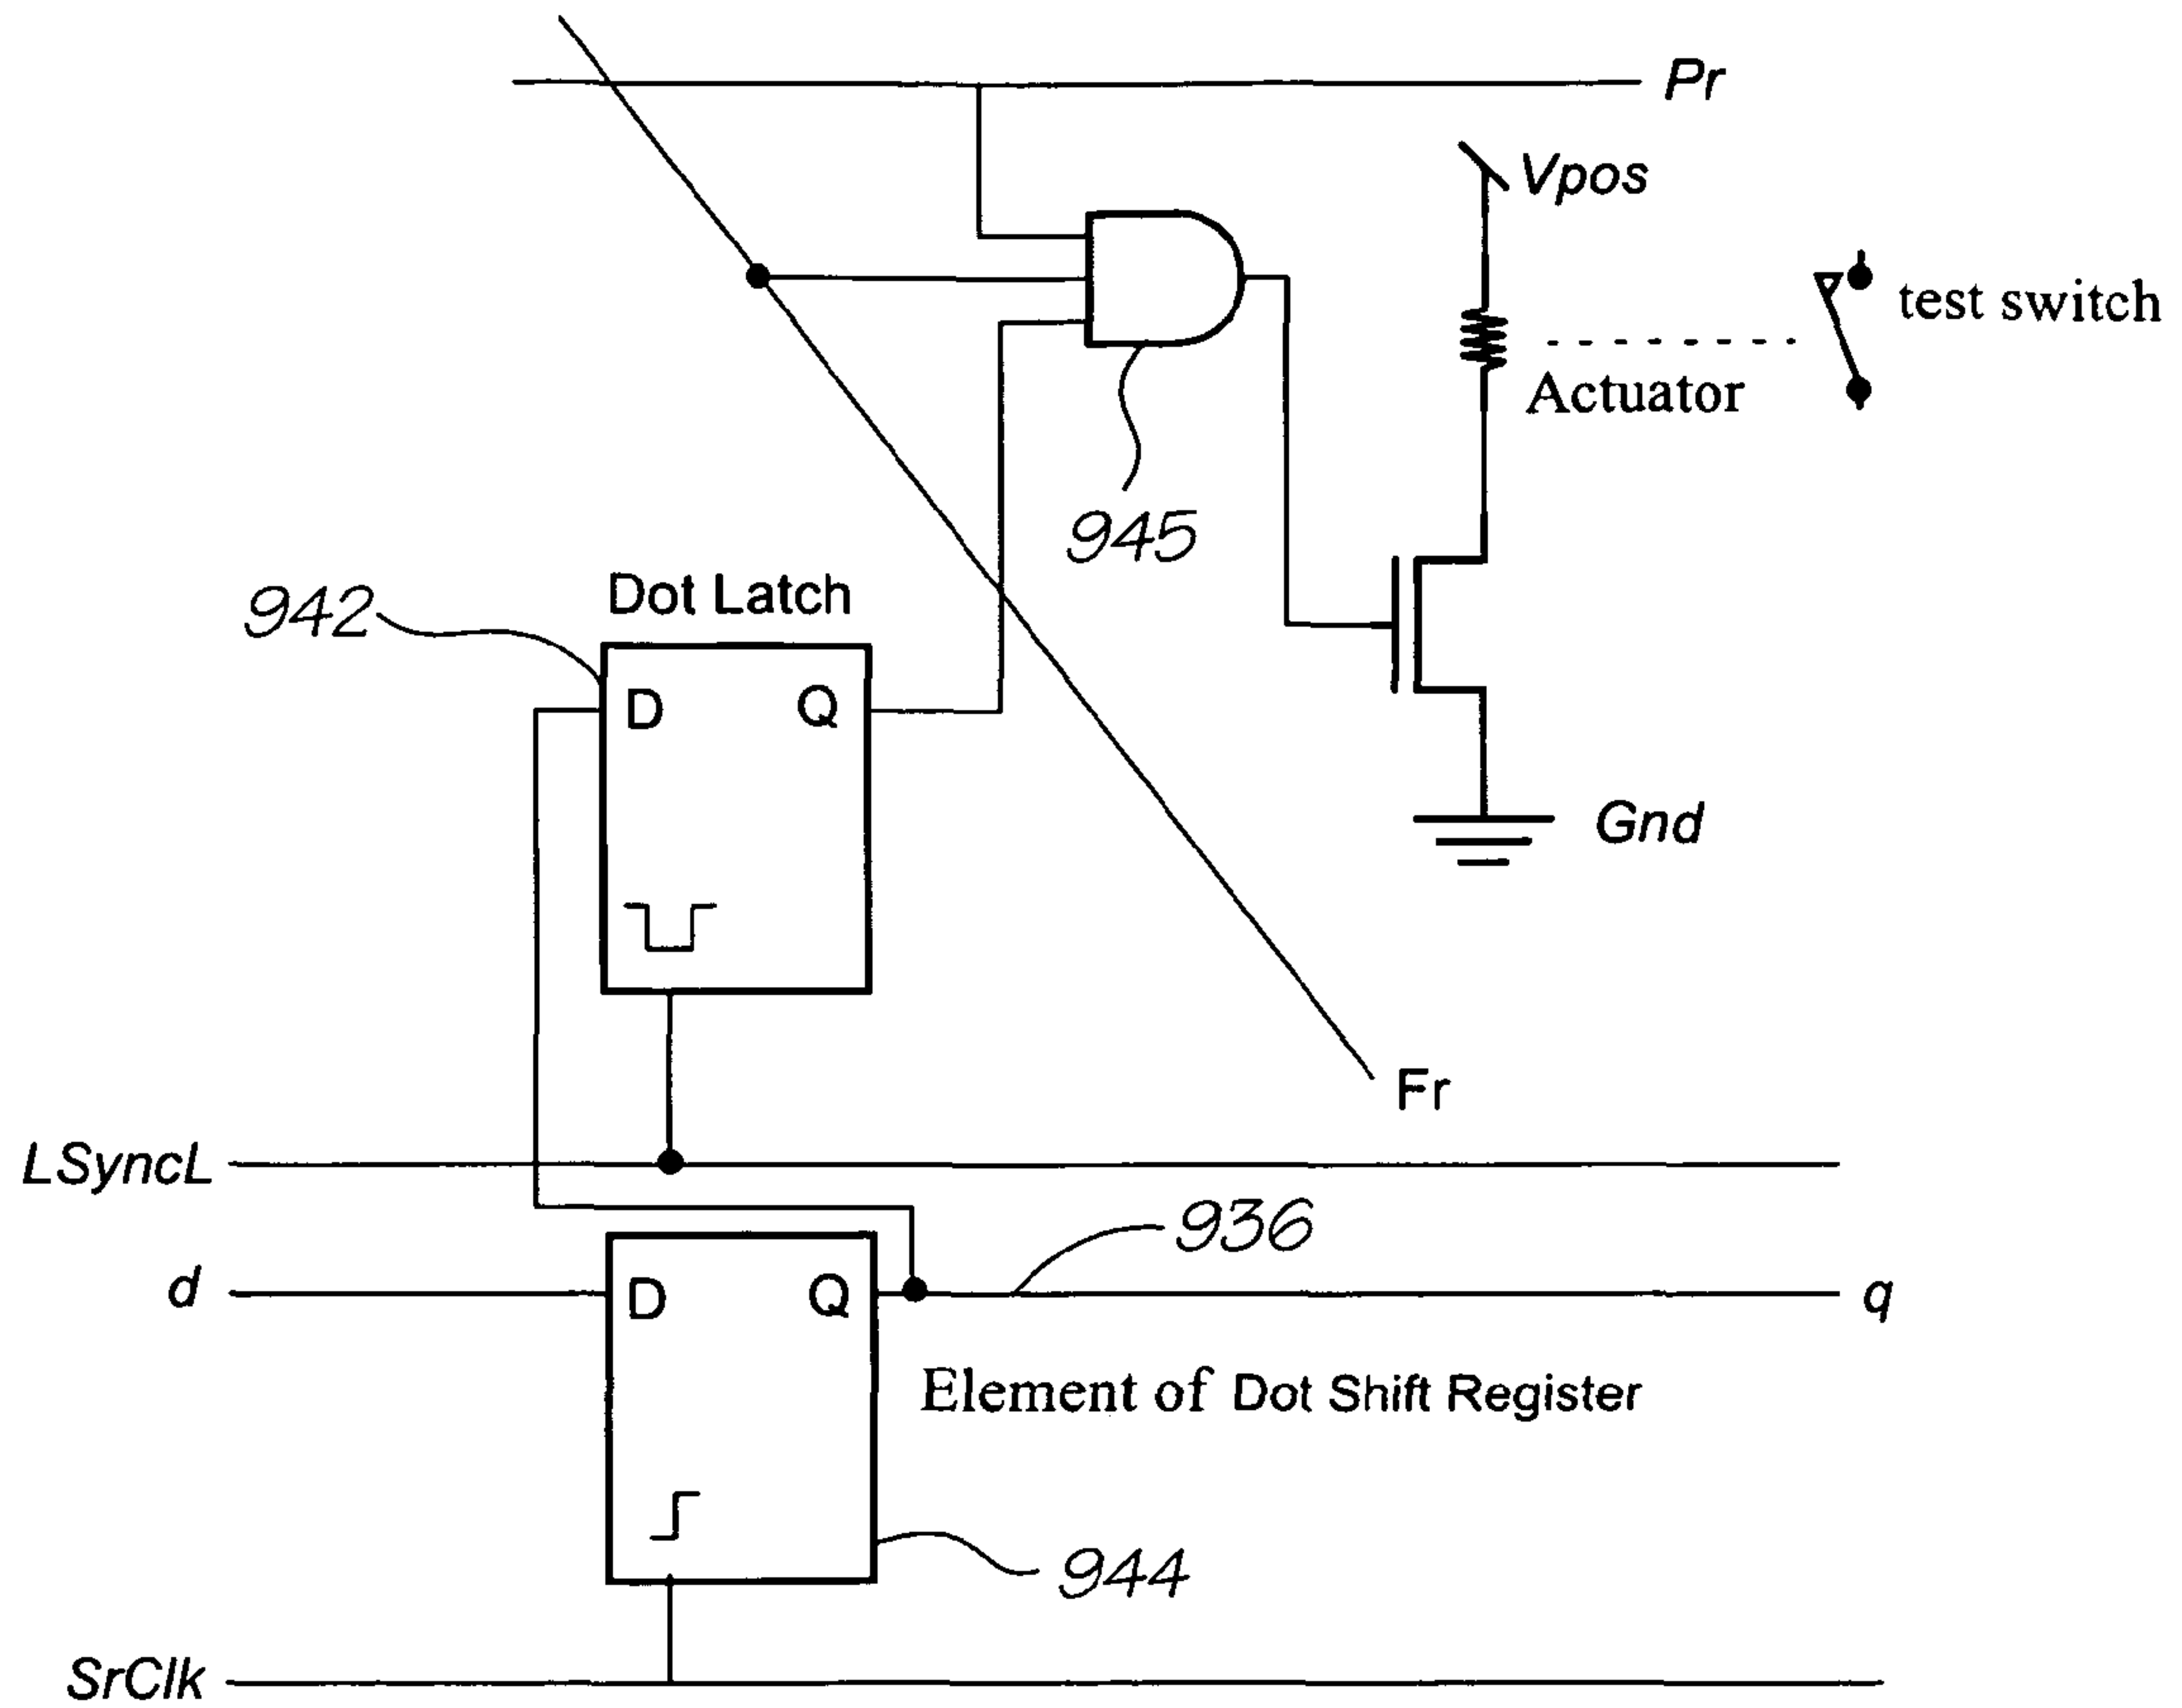 Pr
Vpos
test switch
Actuator
945
Dot Latch
942
D Q
Gnd
Fr
LSyncL
936
d
D Q
q
Element of Dot Shift Register
944
SrClk